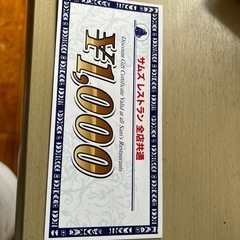 サムズ レストラン 全店共通
¥1,000
Discount Gift Certificate Valid at all Sam's Restaurants